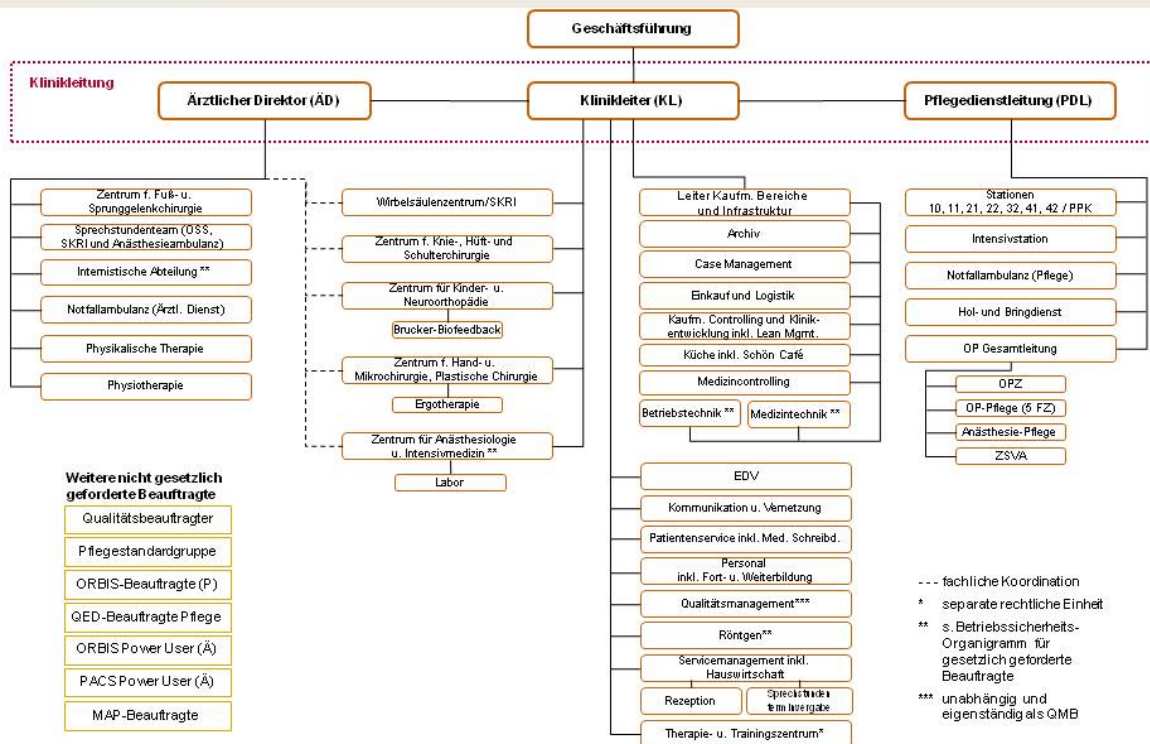 Geschäftsführung
Klinikleitung
Ärztlicher Direktor (ÄD)
Klinikleiter (KL)
Pflegedienstleitung (PDL)
Zentrum f. Fuß- u.
Sprunggelenkchirurgie
Sprechstundenteam (OSS,
SKRI und Anästhesieambulanz)
Internistische Abteilung **
Notfallambulanz (Ärztl. Dienst)
Physikalische Therapie
Physiotherapie
Wirbelsäulenzentrum/SKRI
Zentrum f. Knie-, Hüft- und
Schulterchirurgie
Zentrum für Kinder- u.
Neuroorthopädie
Brucker-Biofeedback
Zentrum f. Hand- u.
Mikrochirurgie, Plastische Chirurgie
Ergotherapie
Zentrum für Anästhesiologie
u. Intensivmedizin **
Labor
Leiter Kaufm. Bereiche
und Infrastruktur
Archiv
Case Management
Einkauf und Logistik
Kaufm. Controlling und Klinik-
entwicklung inkl. Lean Mgmt.
Küche inkl. Schön Café
Medizincontrolling
Betriebstechnik **
Medizintechnik **
EDV
Kommunikation u. Vernetzung
Patientenservice inkl. Med. Schreibd.
Personal
inkl. Fort- u. Weiterbildung
Qualitätsmanagement***
Röntgen**
Servicemanagement inkl.
Hauswirtschaft
Rezeption
Sprechstunden
terminvergabe
Therapie- u. Trainingszentrum*
Stationen
10, 11, 21, 22, 32, 41, 42 / PPK
Intensivstation
Notfallambulanz (Pflege)
Hol- und Bringdienst
OP Gesamtleitung
OPZ
OP-Pflege (5 FZ)
Anästhesie-Pflege
ZSVA
Weitere nicht gesetzlich
geforderte Beauftragte
Qualitätsbeauftragter
Pflegestandardgruppe
ORBIS-Beauftragte (P)
QED-Beauftragte Pflege
ORBIS Power User (Ä)
PACS Power User (Ä)
MAP-Beauftragte
--- fachliche Koordination
* separate rechtliche Einheit
** s. Betriebssicherheits-
Organigramm für
gesetzlich geforderte
Beauftragte
*** unabhängig und
eigenständig als QMB